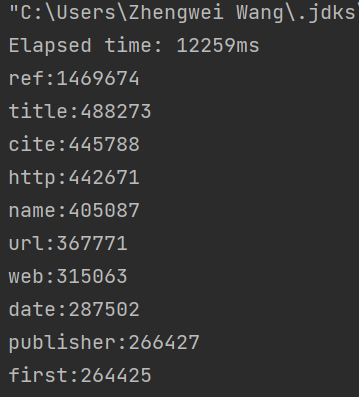 "C:\Users\Zhengwei Wang\.jdks\
Elapsed time: 12259ms
ref:1469674
title:488273
cite:445788
http:442671
name:405087
url:367771
web:315063
date:287502
publisher:266427
first:264425